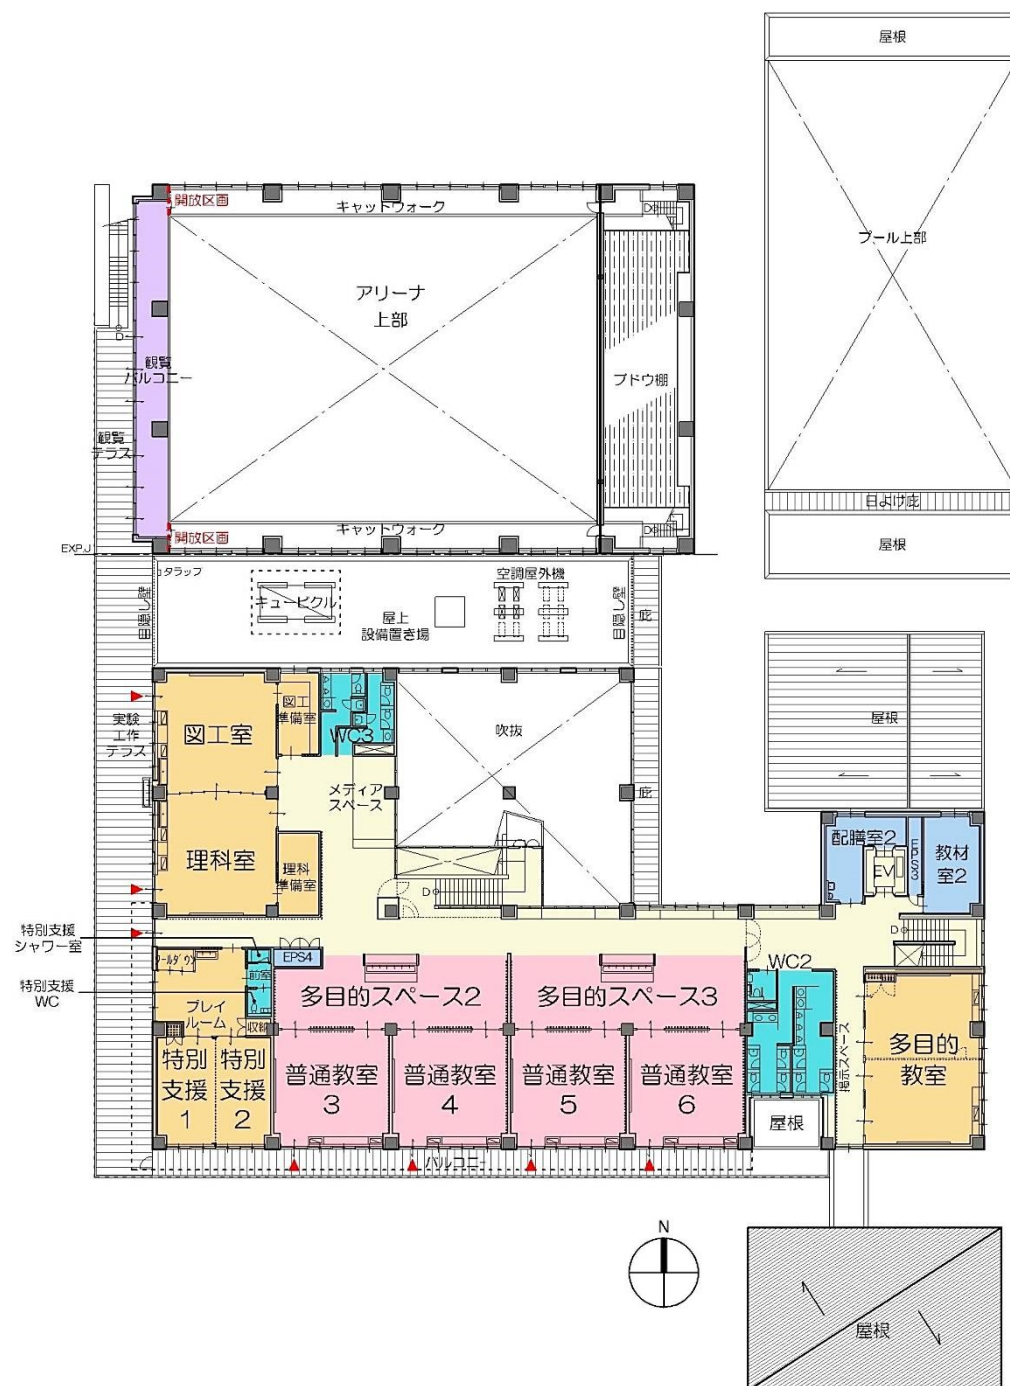 屋根
開放区画
キャットウォーク
D
プール上部
アリーナ
上部
D
観覧
バルコニー
ブドウ棚
観覧
テラス
日よけ庇
開放区画
キャットウォーク
D
屋根
EXP.J
タラップ
空調屋外機
目隠し壁
キュービクル
屋上
設備置き場
目隠し壁
庇
図工室
図工
準備室
WC3
吹抜
屋根
実験
工作
テラス
メディア
スペース
庇
理科室
理科
準備室
配膳室2
EPS3
教材
室2
EV
D
D
特別支援
シャワー室
クールダウン
前室
EPS4
WC2
特別支援
WC
プレイ
ルーム
収納
多目的スペース2
多目的スペース3
掲示スペース
多目的
教室
特別
支援
1
特別
支援
2
普通教室
3
普通教室
4
普通教室
5
普通教室
6
屋根
バルコニー
N
屋根